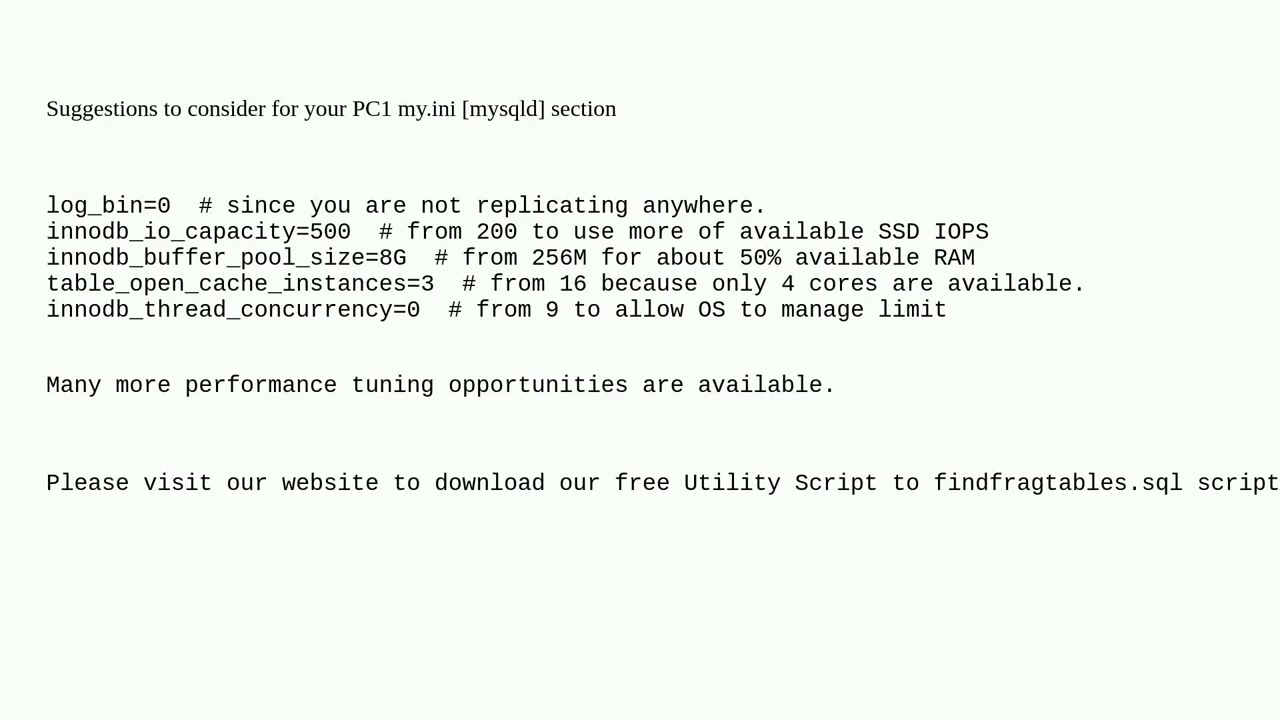 Suggestions to consider for your PC1 my.ini [mysqld] section
log_bin=0  # since you are not replicating anywhere.
innodb_io_capacity=500  # from 200 to use more of available SSD IOPS
innodb_buffer_pool_size=8G  # from 256M for about 50% available RAM
table_open_cache_instances=3  # from 16 because only 4 cores are available.
innodb_thread_concurrency=0  # from 9 to allow OS to manage limit
Many more performance tuning opportunities are available.
Please visit our website to download our free Utility Script to findfragtables.sql script